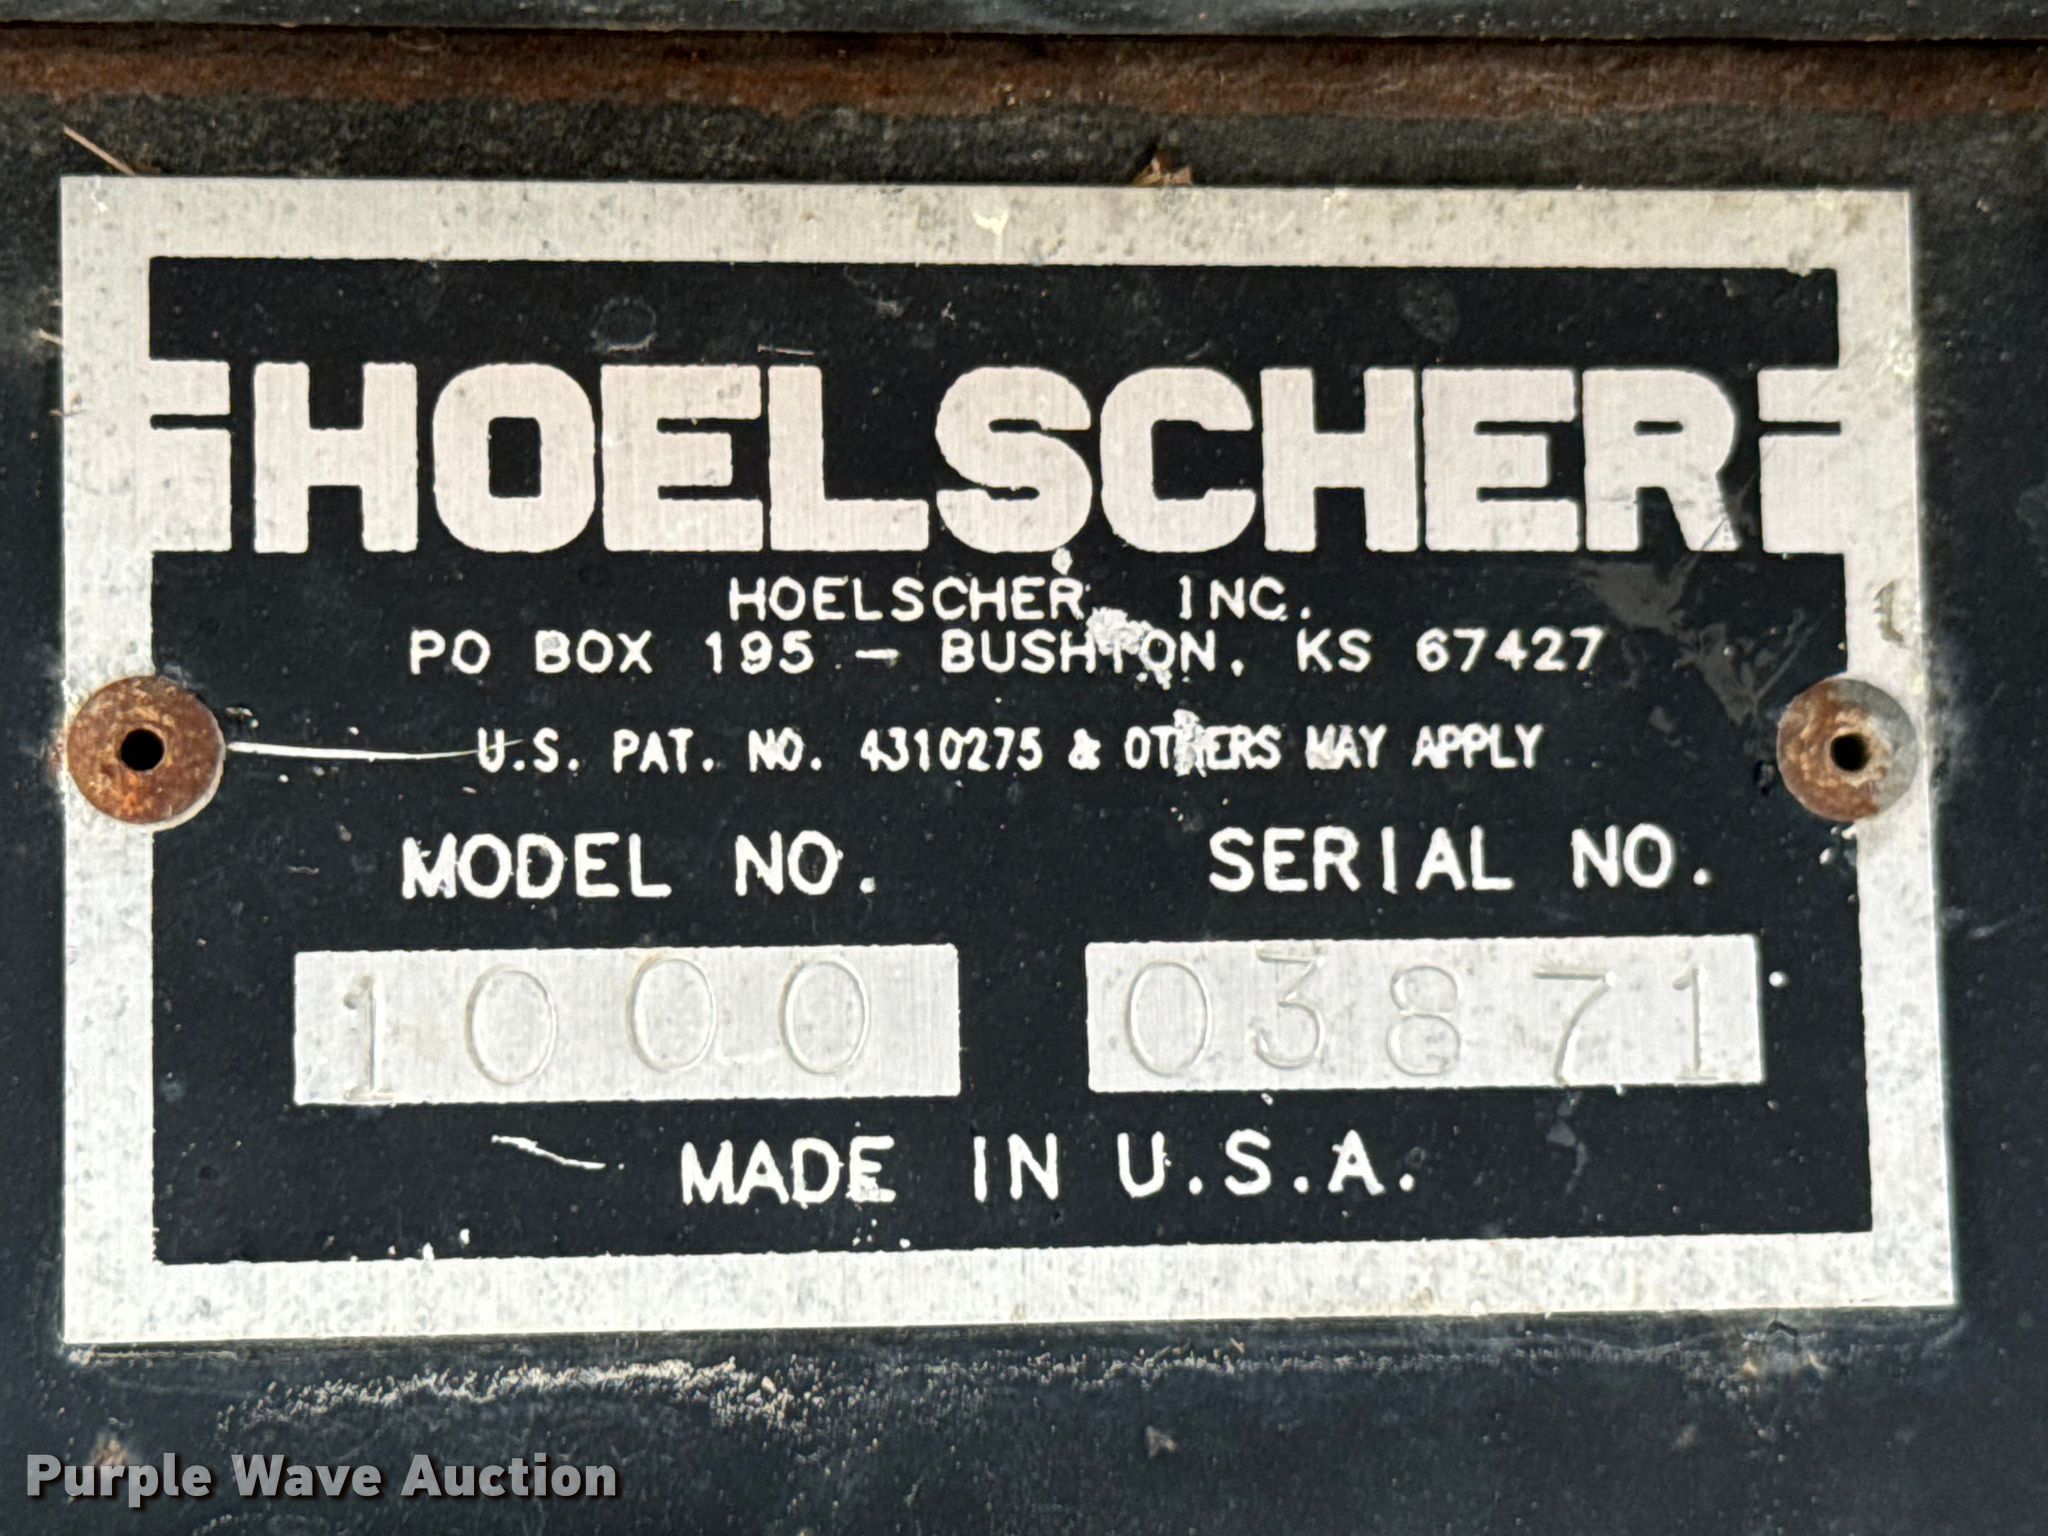 HOELSCHER
HOELSCHER, INC.
PO BOX 195 - BUSHTON, KS 67427
U.S. PAT. NO. 4310275 & OTHERS MAY APPLY
MODEL NO. SERIAL NO.
1000 03871
MADE IN U.S.A.
Purple Wave Auction